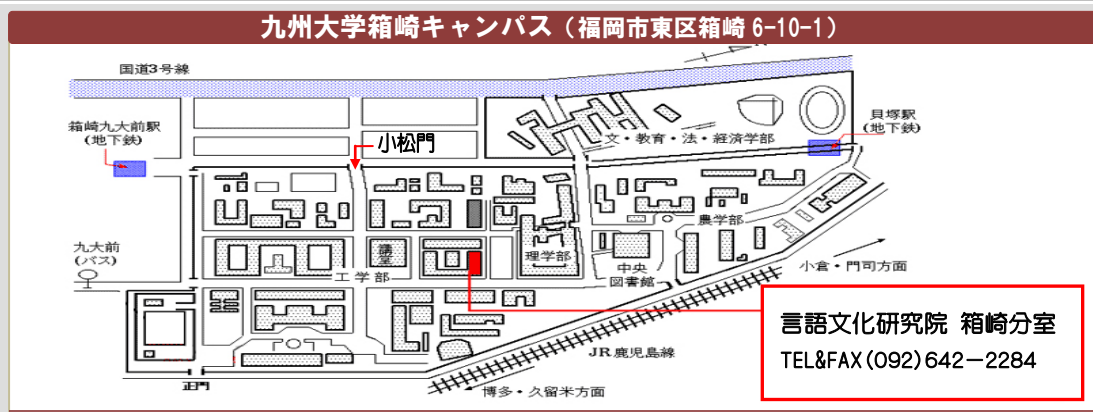 九州大学箱崎キャンパス（福岡市東区箱崎 6-10-1）
国道3号線
箱崎九大前駅
(地下鉄)
小松門
貝塚駅
(地下鉄)
文・教育・法・経済学部
農学部
九大前
(バス)
講堂
工学部
理学部
中央
図書館
小倉・門司方面
言語文化研究院 箱崎分室
TEL&FAX(092)642－2284
JR鹿児島線
正門
博多・久留米方面